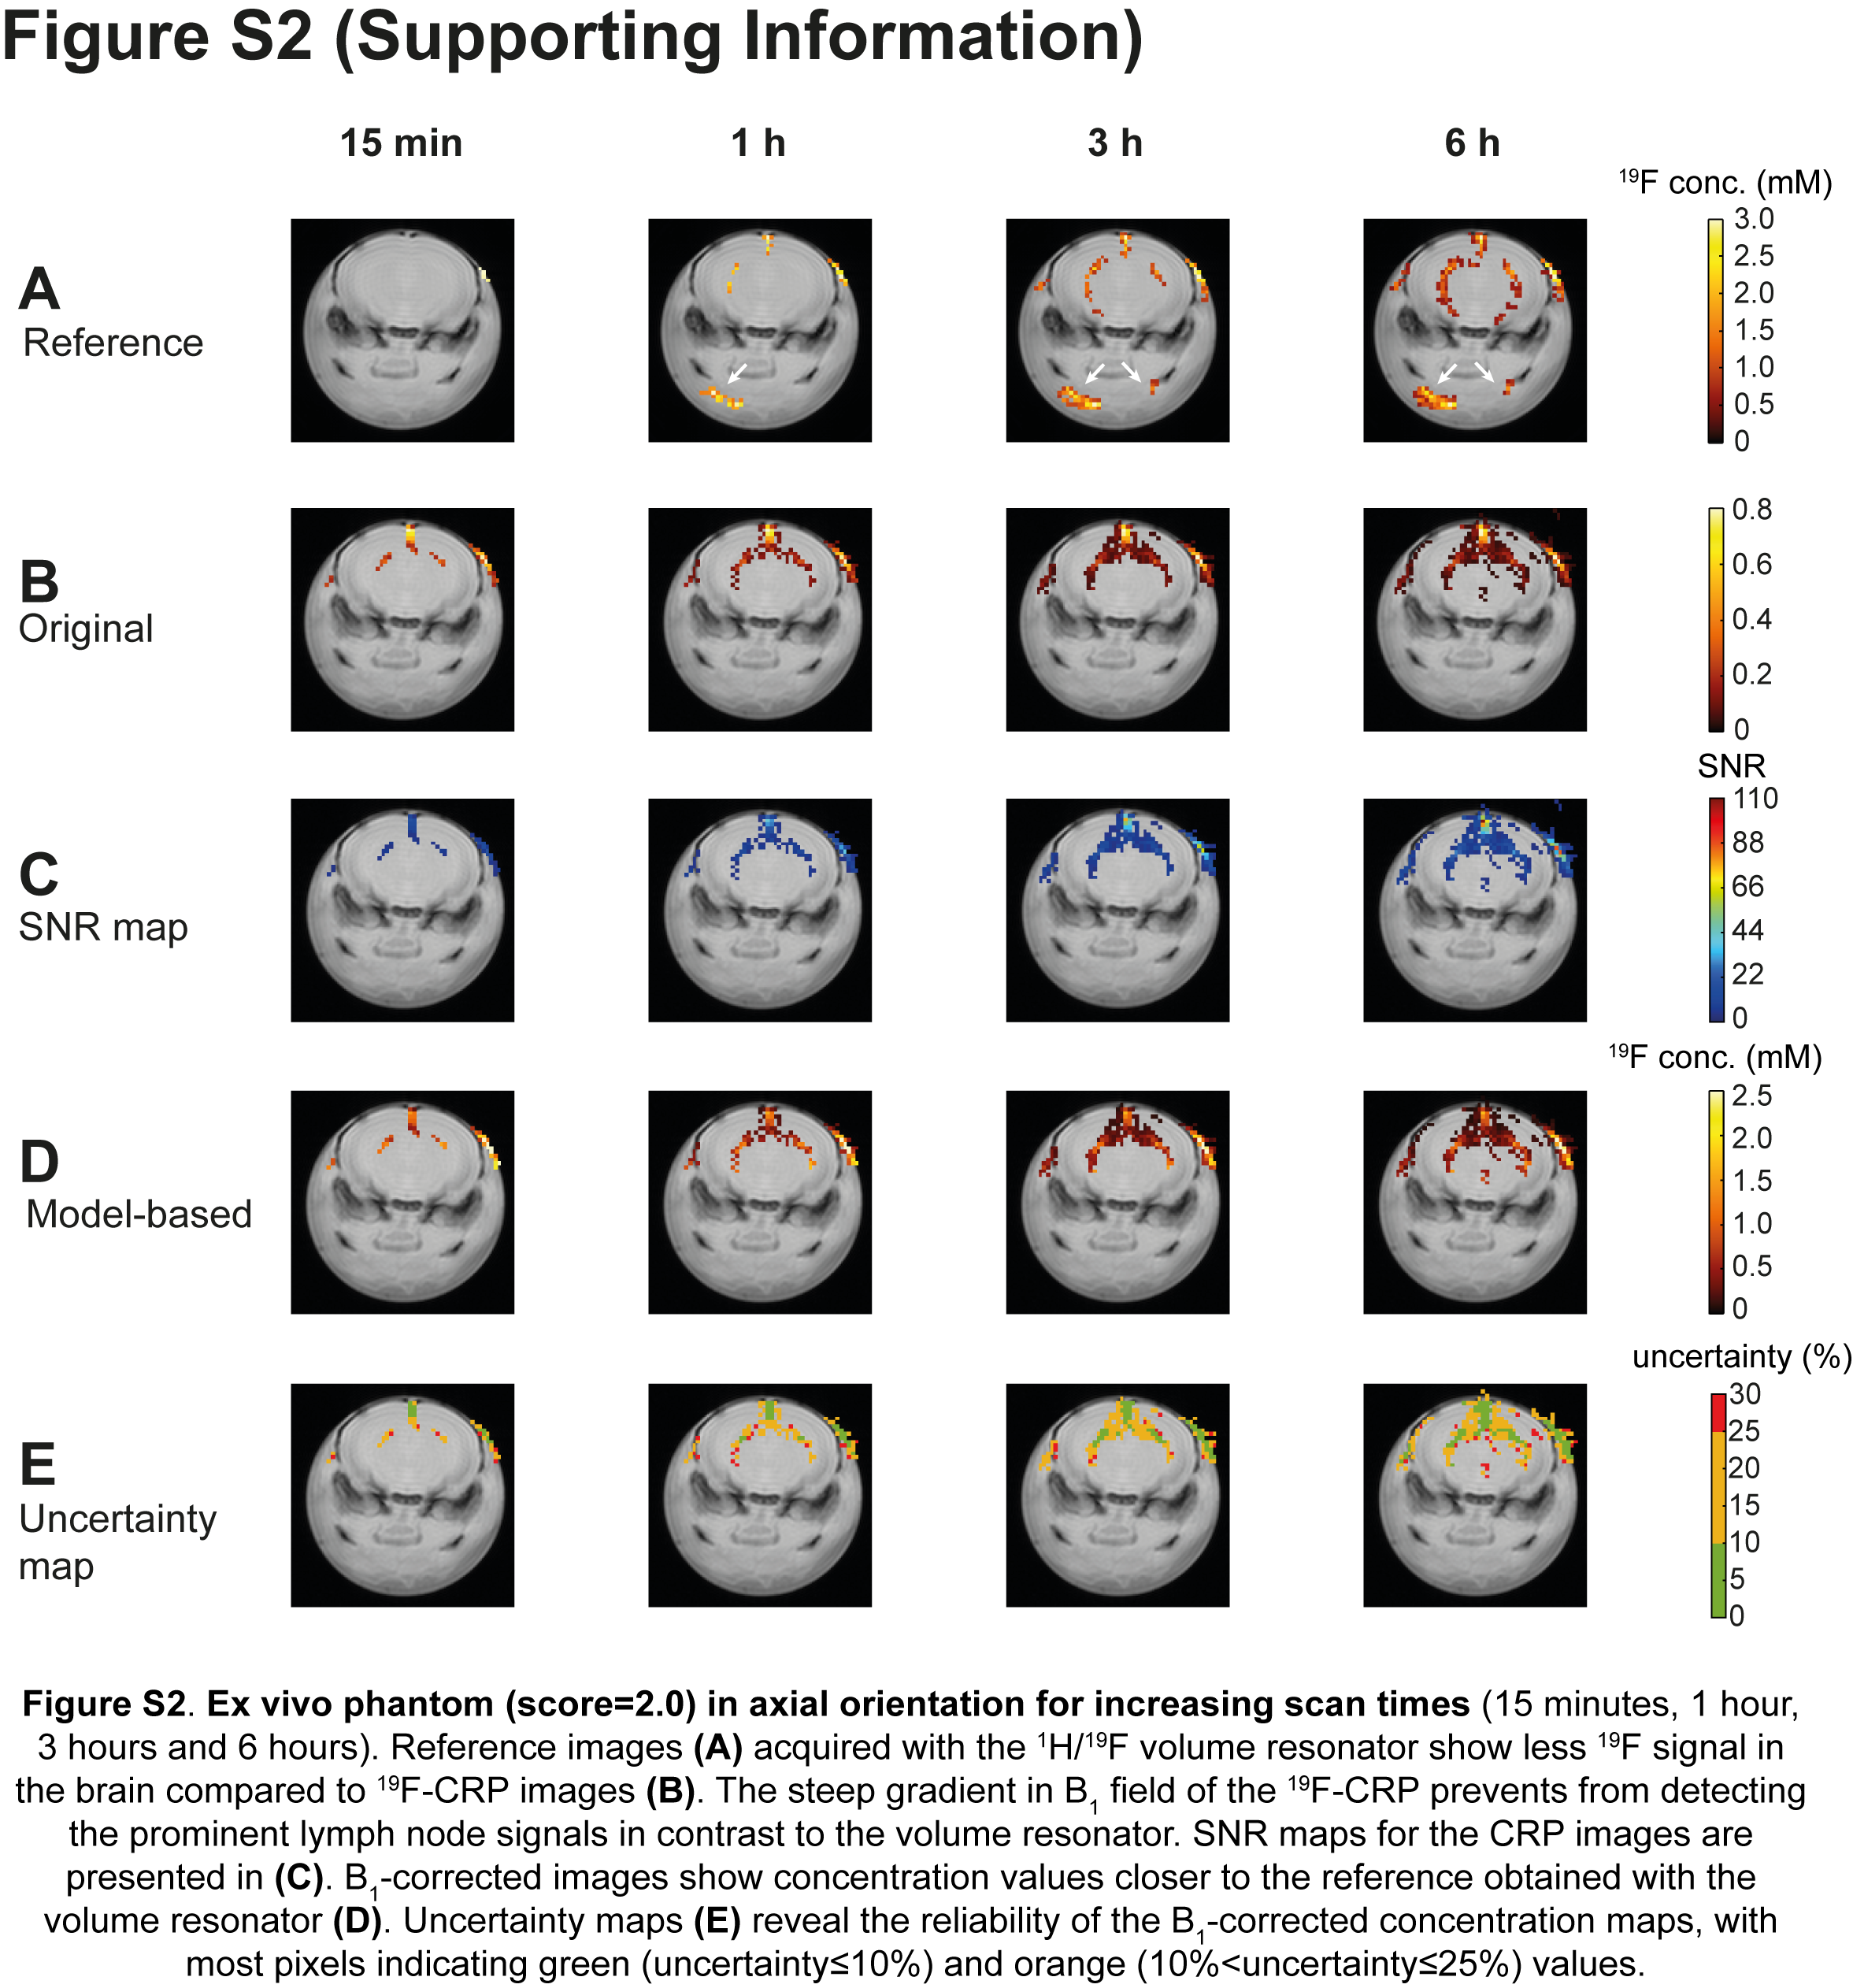 Figure S2 (Supporting Information)
15 min 1 h 3 h 6 h
¹⁹F conc. (mM)
A
Reference
3.0
2.5
2.0
1.5
1.0
0.5
0
B
Original
0.8
0.6
0.4
0.2
0
SNR
C
SNR map
110
88
66
44
22
0
¹⁹F conc. (mM)
D
Model-based
2.5
2.0
1.5
1.0
0.5
0
uncertainty (%)
E
Uncertainty
map
30
25
20
15
10
5
0
Figure S2. Ex vivo phantom (score=2.0) in axial orientation for increasing scan times (15 minutes, 1 hour,
3 hours and 6 hours). Reference images (A) acquired with the ¹H/¹⁹F volume resonator show less ¹⁹F signal in
the brain compared to ¹⁹F-CRP images (B). The steep gradient in B₁ field of the ¹⁹F-CRP prevents from detecting
the prominent lymph node signals in contrast to the volume resonator. SNR maps for the CRP images are
presented in (C). B₁-corrected images show concentration values closer to the reference obtained with the
volume resonator (D). Uncertainty maps (E) reveal the reliability of the B₁-corrected concentration maps, with
most pixels indicating green (uncertainty≤10%) and orange (10%<uncertainty≤25%) values.